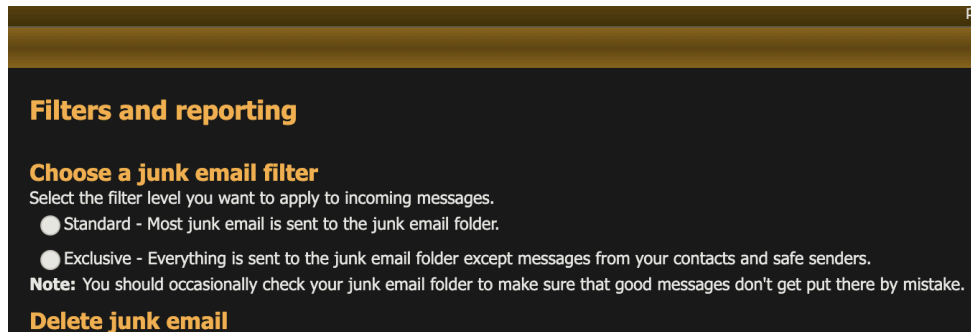 Filters and reporting
Choose a junk email filter
Select the filter level you want to apply to incoming messages.
Standard - Most junk email is sent to the junk email folder.
Exclusive - Everything is sent to the junk email folder except messages from your contacts and safe senders.
Note: You should occasionally check your junk email folder to make sure that good messages don't get put there by mistake.
Delete junk email